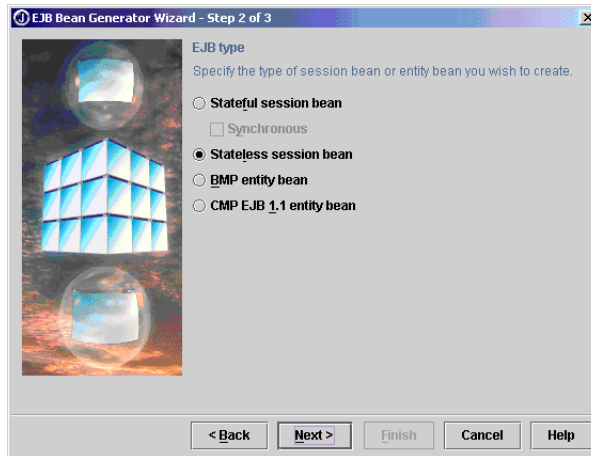 EJB Bean Generator Wizard - Step 2 of 3
EJB type
Specify the type of session bean or entity bean you wish to create.
Stateful session bean
Synchronous
Stateless session bean
BMP entity bean
CMP EJB 1.1 entity bean
< Back Next > Finish Cancel Help